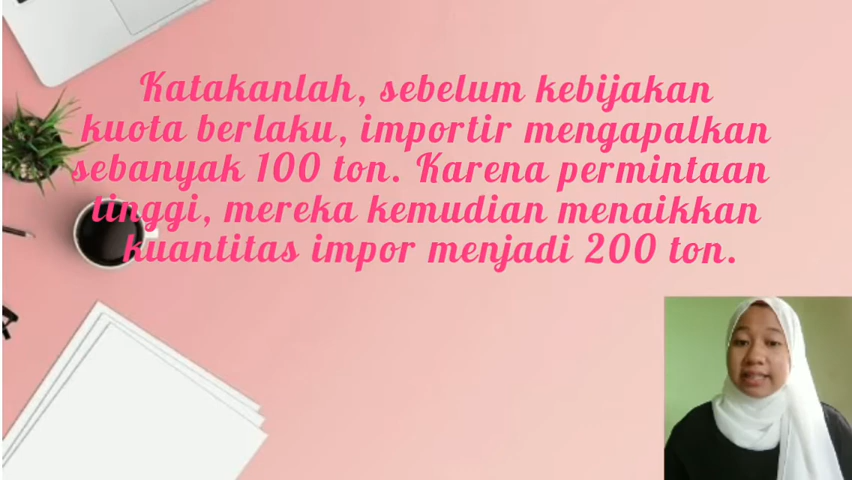 Katakanlah, sebelum kebijakan
kuota berlaku, importir mengapalkan
sebanyak 100 ton. Karena permintaan
tinggi, mereka kemudian menaikkan
kuantitas impor menjadi 200 ton.